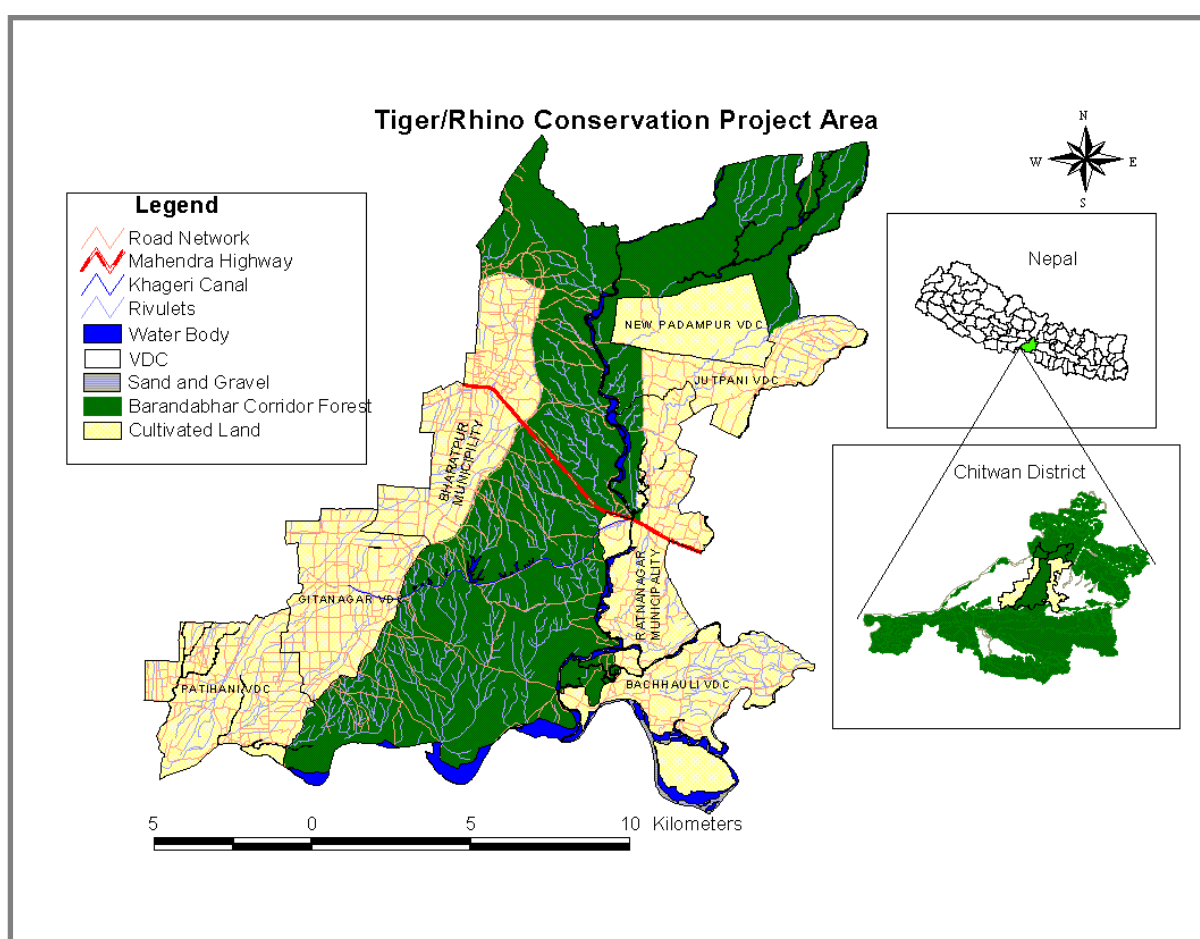 Tiger/Rhino Conservation Project Area
N
W
E
S
Legend
Road Network
Mahendra Highway
Khageri Canal
Rivulets
Water Body
VDC
Sand and Gravel
Barandabhar Corridor Forest
Cultivated Land
Nepal
Chitwan District
NEW PADAMPUR VDC
JUTPANI VDC
BHARATPUR
MUNICIPALITY
RATNANAGAR
MUNICIPALITY
GITANAGAR VDC
PATIHANI VDC
BACHHAULI VDC
5 0 5 10 Kilometers